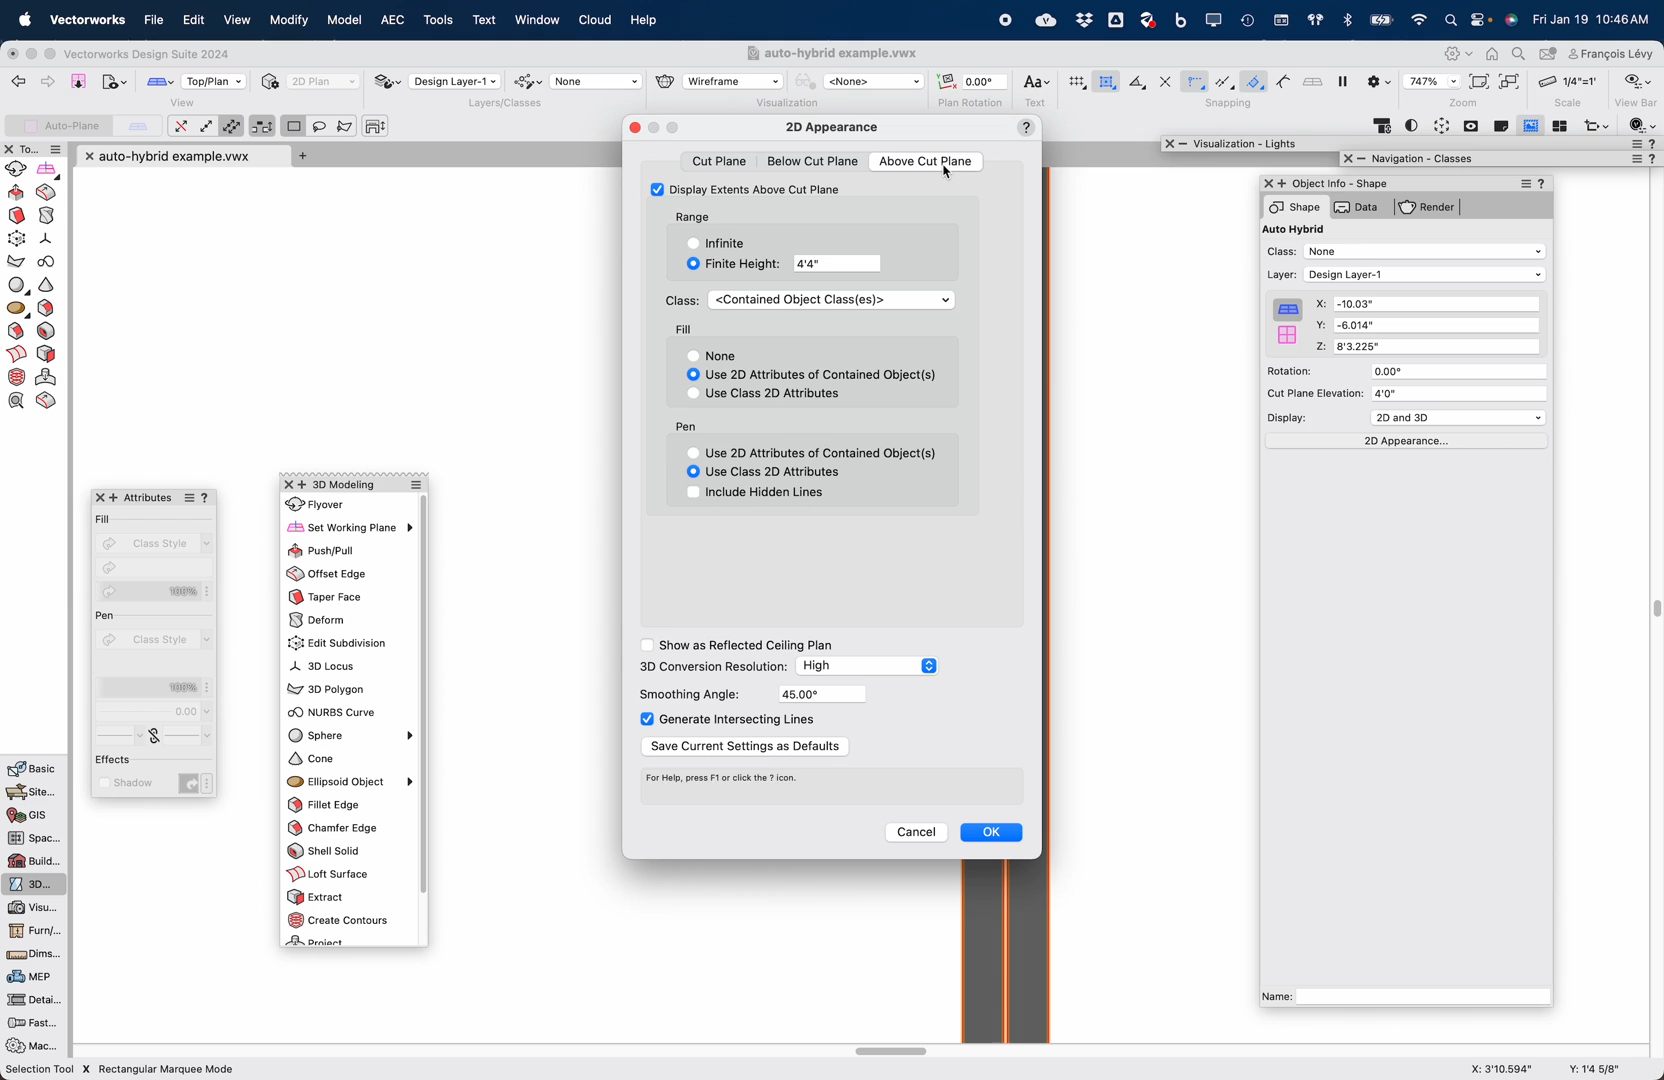 Vectorworks File Edit View Modify Model AEC Tools Text Window Cloud Help Fri Jan 19 10:46 AM
Vectorworks Design Suite 2024 auto-hybrid example.vwx François Lévy
Top/Plan 2D Plan Design Layer-1 None Wireframe <None> 0.00° Aa 747% 1/4"=1'
View Layers/Classes Visualization Plan Rotation Text Snapping Zoom Scale View Bar
Auto-Plane
To... auto-hybrid example.vwx +
Visualization - Lights
Navigation - Classes
2D Appearance
Cut Plane Below Cut Plane Above Cut Plane
Display Extents Above Cut Plane
Range
Infinite
Finite Height: 4'4"
Class: <Contained Object Class(es)>
Fill
None
Use 2D Attributes of Contained Object(s)
Use Class 2D Attributes
Pen
Use 2D Attributes of Contained Object(s)
Use Class 2D Attributes
Include Hidden Lines
Show as Reflected Ceiling Plan
3D Conversion Resolution: High
Smoothing Angle: 45.00°
Generate Intersecting Lines
Save Current Settings as Defaults
For Help, press F1 or click the ? icon.
Cancel OK
Object Info - Shape
Shape Data Render
Auto Hybrid
Class: None
Layer: Design Layer-1
X: -10.03"
Y: -6.014"
Z: 8'3.225"
Rotation: 0.00°
Cut Plane Elevation: 4'0"
Display: 2D and 3D
2D Appearance...
Name:
Attributes
Fill
Class Style
100%
Pen
Class Style
100%
0.00
Effects
Shadow
3D Modeling
Flyover
Set Working Plane
Push/Pull
Offset Edge
Taper Face
Deform
Edit Subdivision
3D Locus
3D Polygon
NURBS Curve
Sphere
Cone
Ellipsoid Object
Fillet Edge
Chamfer Edge
Shell Solid
Loft Surface
Extract
Create Contours
Project
Basic
Site...
GIS
Spac...
Build...
3D...
Visu...
Furn/...
Dims...
MEP
Detai...
Fast...
Mac...
Selection Tool X Rectangular Marquee Mode X: 3'10.594" Y: 1'4 5/8"